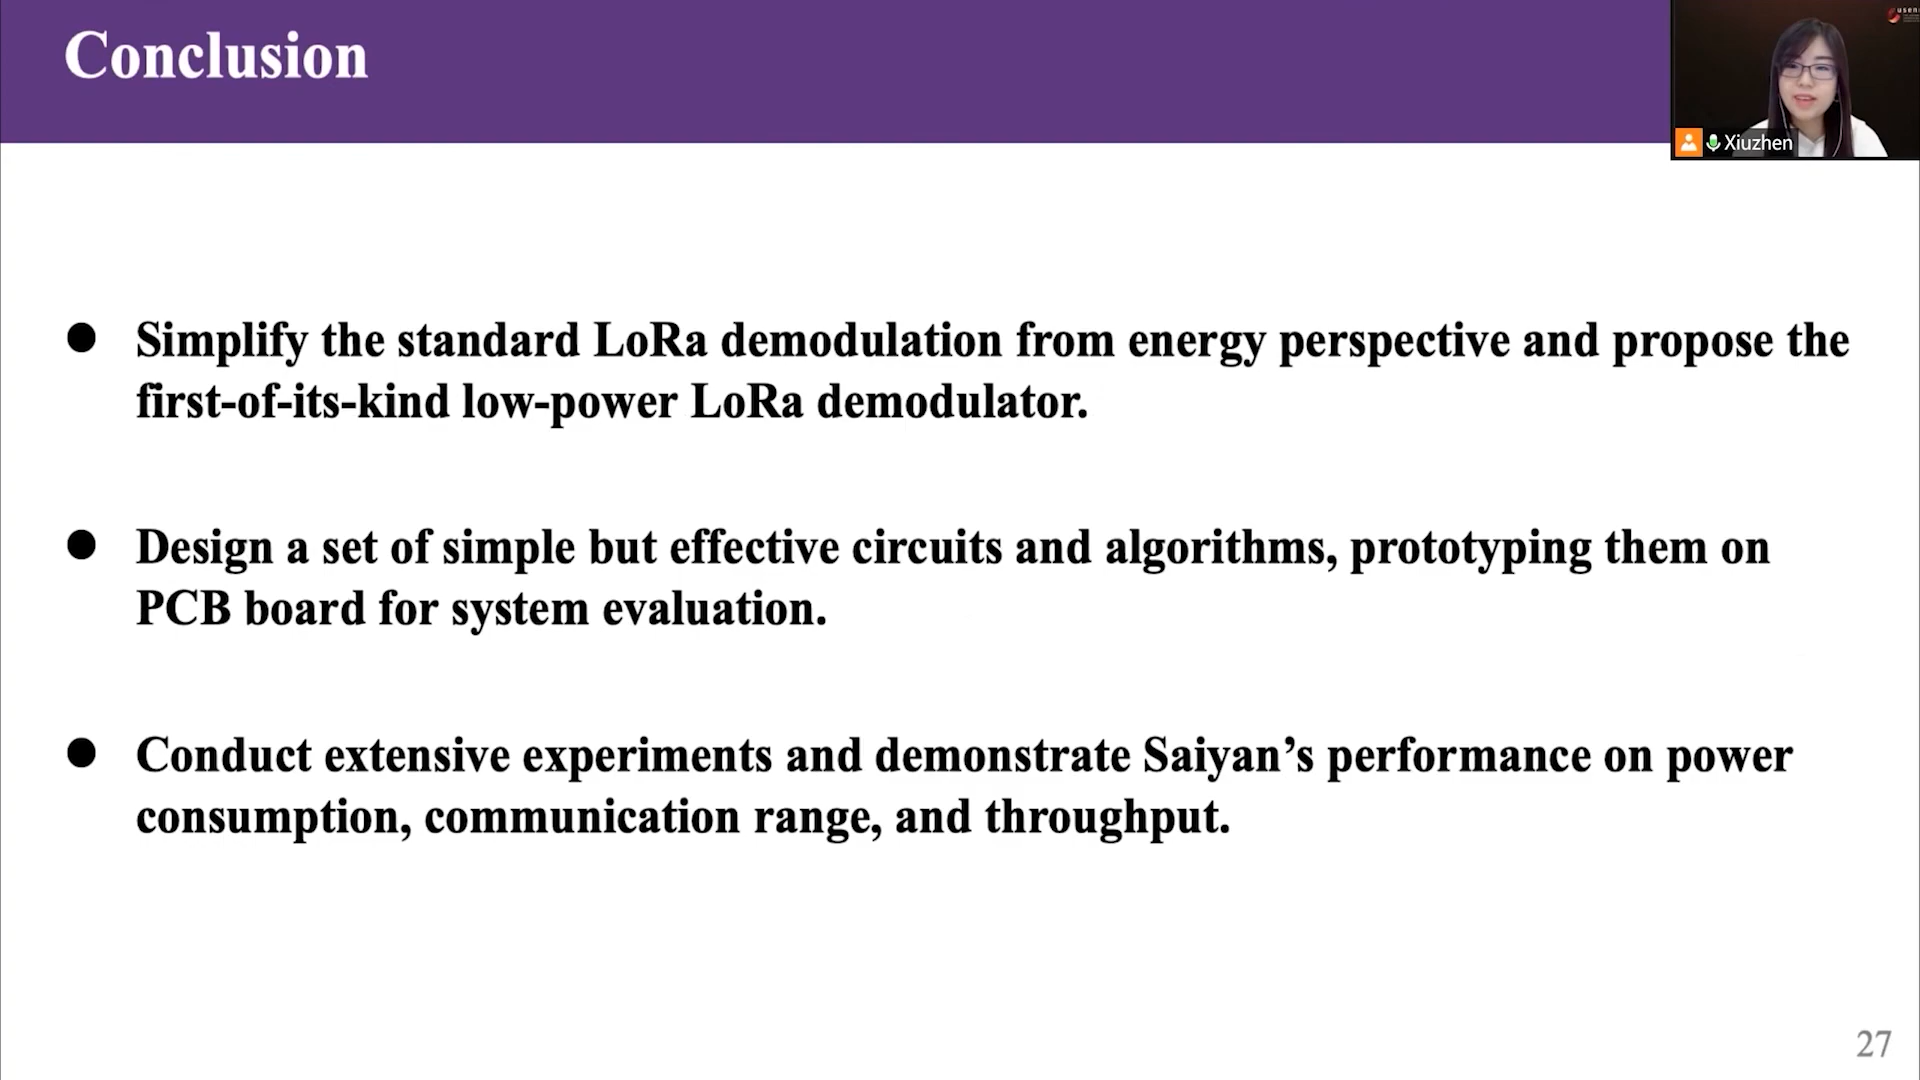 Conclusion
usen
Xiuzhen
● Simplify the standard LoRa demodulation from energy perspective and propose the
first-of-its-kind low-power LoRa demodulator.
● Design a set of simple but effective circuits and algorithms, prototyping them on
PCB board for system evaluation.
● Conduct extensive experiments and demonstrate Saiyan’s performance on power
consumption, communication range, and throughput.
27